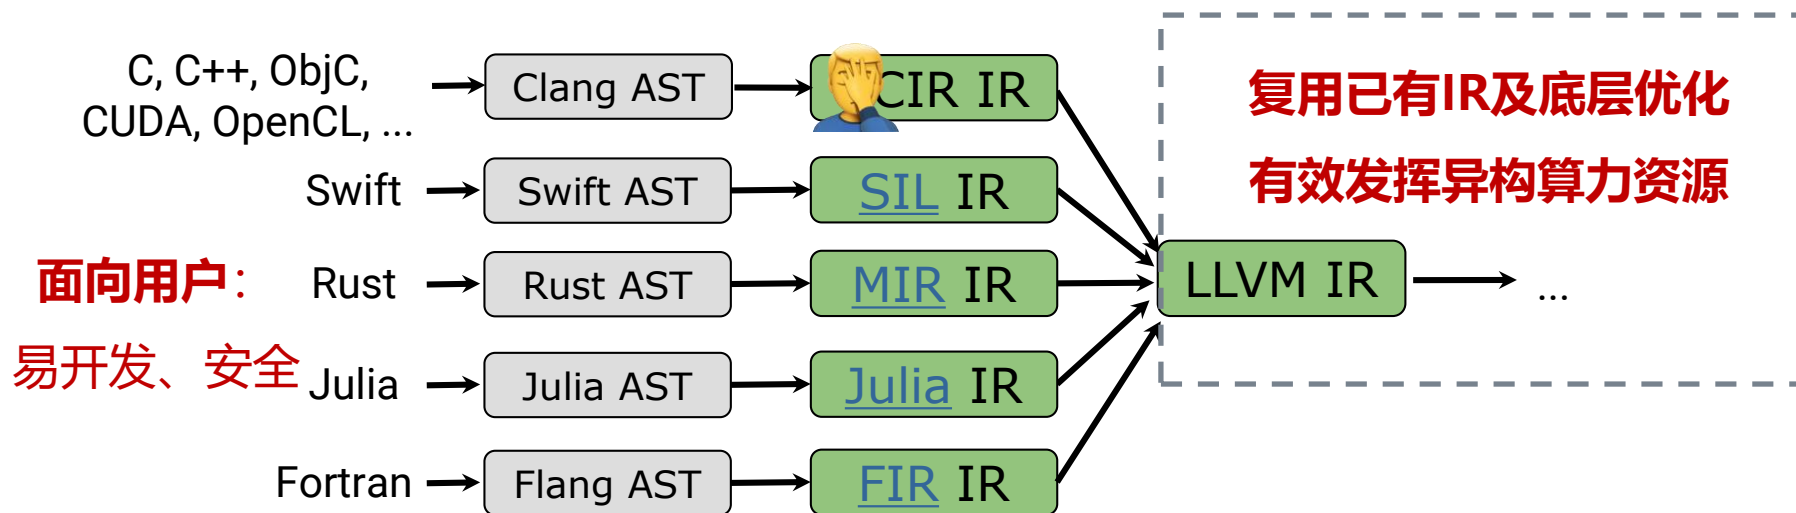 C, C++, ObjC,
CUDA, OpenCL, ...
Clang AST
CIR IR
复用已有IR及底层优化
有效发挥异构算力资源
Swift
Swift AST
SIL IR
面向用户：
Rust
Rust AST
MIR IR
LLVM IR
...
易开发、安全
Julia
Julia AST
Julia IR
Fortran
Flang AST
FIR IR